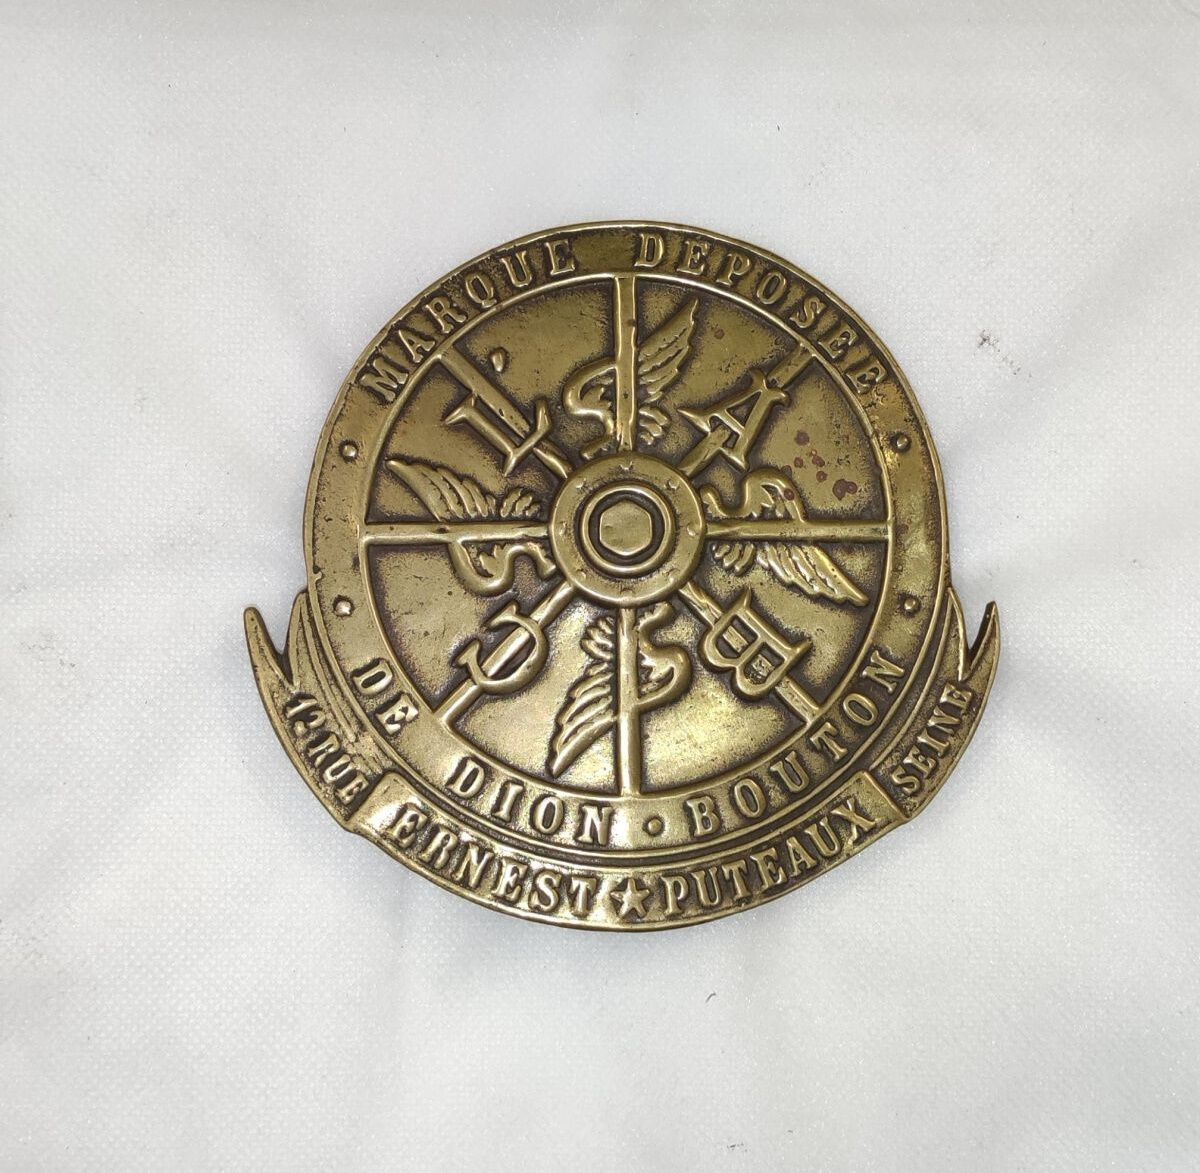 MARQUE DEPOSEE
L'
A
B
C
DE DION · BOUTON
12 RUE
ERNEST ★ PUTEAUX
SEINE